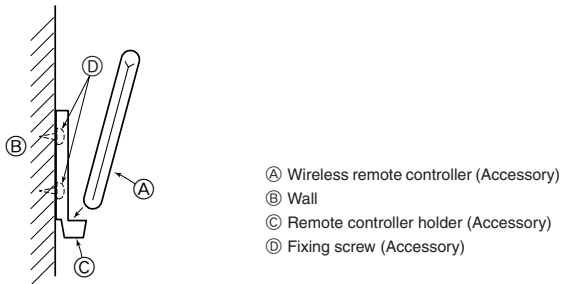 Ⓓ
Ⓑ
Ⓐ
Ⓒ
Ⓐ Wireless remote controller (Accessory)
Ⓑ Wall
Ⓒ Remote controller holder (Accessory)
Ⓓ Fixing screw (Accessory)